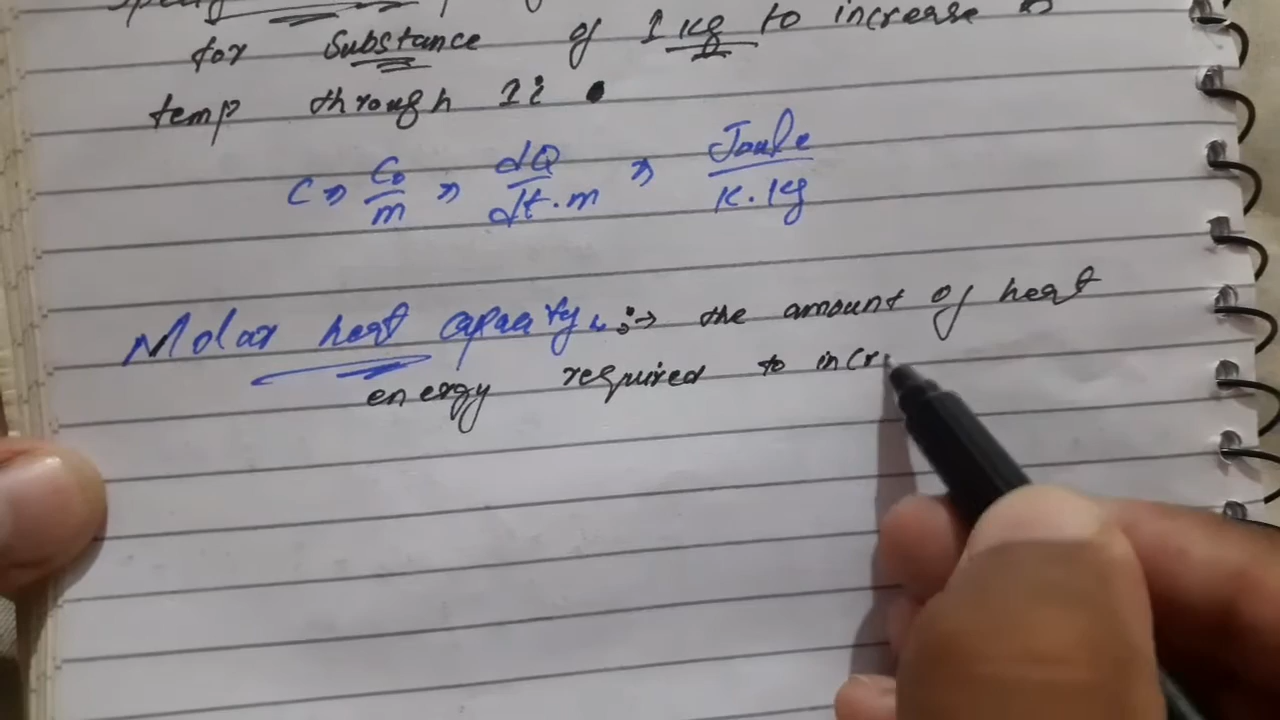 for substance of 1 kg to increase
temp through 1i
C = C₀/m = dQ/dt.m = Joule/K.Kg
Molar heat capacity :→ the amount of heat
energy required to incr